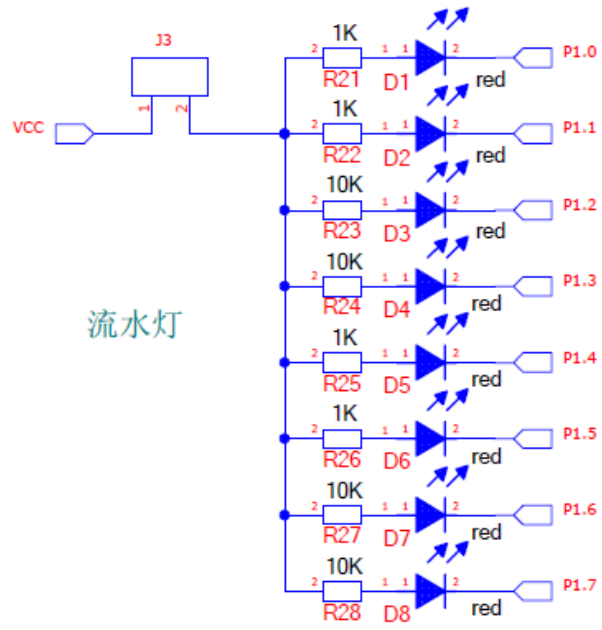 J3
1 2
VCC
1K
2 1 1 2
R21 D1 red
P1.0
1K
2 1 1 2
R22 D2 red
P1.1
10K
2 1 1 2
R23 D3 red
P1.2
10K
2 1 1 2
R24 D4 red
P1.3
流水灯
1K
2 1 1 2
R25 D5 red
P1.4
1K
2 1 1 2
R26 D6 red
P1.5
10K
2 1 1 2
R27 D7 red
P1.6
10K
2 1 1 2
R28 D8 red
P1.7